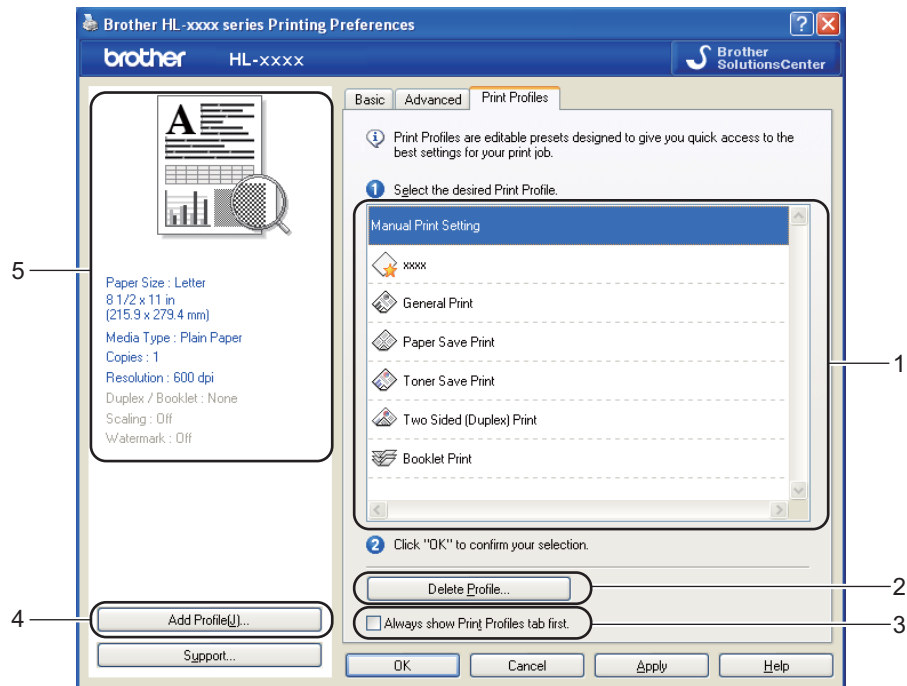 Brother HL-xxxx series Printing Preferences
brother HL-xxxx
Brother
SolutionsCenter
A
Paper Size : Letter
8 1/2 x 11 in
(215.9 x 279.4 mm)
Media Type : Plain Paper
Copies : 1
Resolution : 600 dpi
Duplex / Booklet : None
Scaling : Off
Watermark : Off
Add Profile(J)...
Support...
Basic Advanced Print Profiles
Print Profiles are editable presets designed to give you quick access to the
best settings for your print job.
1 Select the desired Print Profile.
Manual Print Setting
xxxx
General Print
Paper Save Print
Toner Save Print
Two Sided (Duplex) Print
Booklet Print
2 Click "OK" to confirm your selection.
Delete Profile...
Always show Print Profiles tab first.
OK Cancel Apply Help
5
4
1
2
3